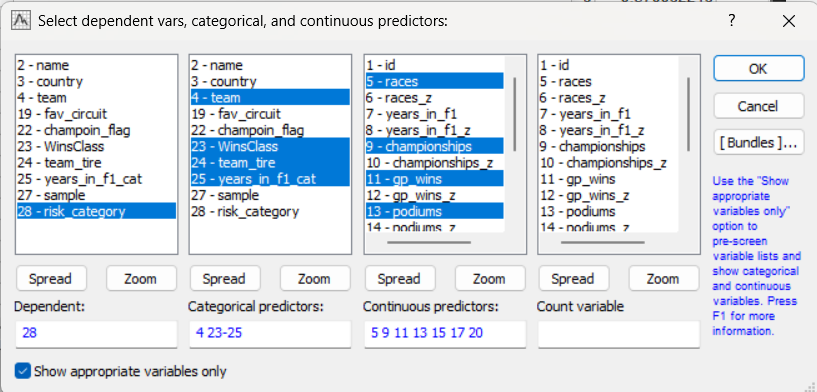 Select dependent vars, categorical, and continuous predictors:
?
2 - name
3 - country
4 - team
19 - fav_circuit
22 - champoin_flag
23 - WinsClass
24 - team_tire
25 - years_in_f1_cat
27 - sample
28 - risk_category
2 - name
3 - country
4 - team
19 - fav_circuit
22 - champoin_flag
23 - WinsClass
24 - team_tire
25 - years_in_f1_cat
27 - sample
28 - risk_category
1 - id
5 - races
6 - races_z
7 - years_in_f1
8 - years_in_f1_z
9 - championships
10 - championships_z
11 - gp_wins
12 - gp_wins_z
13 - podiums
14 - podiums_z
1 - id
5 - races
6 - races_z
7 - years_in_f1
8 - years_in_f1_z
9 - championships
10 - championships_z
11 - gp_wins
12 - gp_wins_z
13 - podiums
14 - podiums_z
OK
Cancel
[ Bundles ]...
Use the "Show
appropriate
variables only"
option to
pre-screen
variable lists and
show categorical
and continuous
variables. Press
F1 for more
information.
Spread
Zoom
Spread
Zoom
Spread
Zoom
Spread
Zoom
Dependent:
Categorical predictors:
Continuous predictors:
Count variable
28
4 23-25
5 9 11 13 15 17 20
Show appropriate variables only